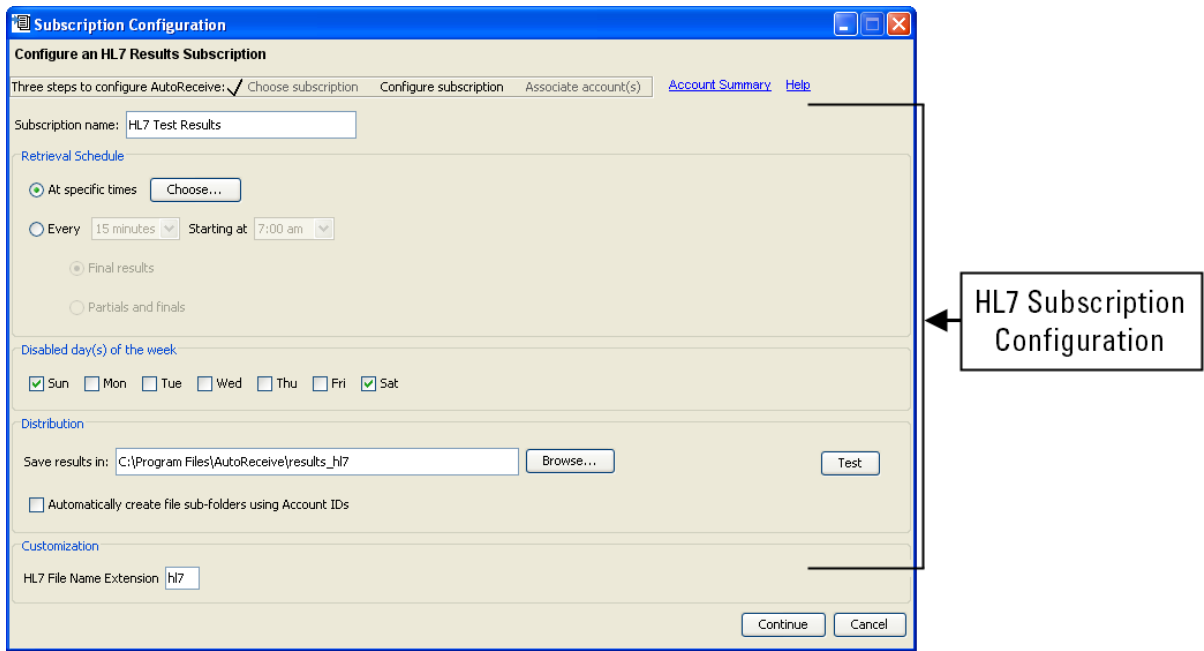 Subscription Configuration
Configure an HL7 Results Subscription
Three steps to configure AutoReceive: Choose subscription Configure subscription Associate account(s) Account Summary Help
Subscription name: HL7 Test Results
Retrieval Schedule
At specific times Choose...
Every 15 minutes Starting at 7:00 am
Final results
Partials and finals
Disabled day(s) of the week
Sun Mon Tue Wed Thu Fri Sat
Distribution
Save results in: C:\Program Files\AutoReceive\results_hl7 Browse... Test
Automatically create file sub-folders using Account IDs
Customization
HL7 File Name Extension hl7
Continue Cancel
HL7 Subscription
Configuration